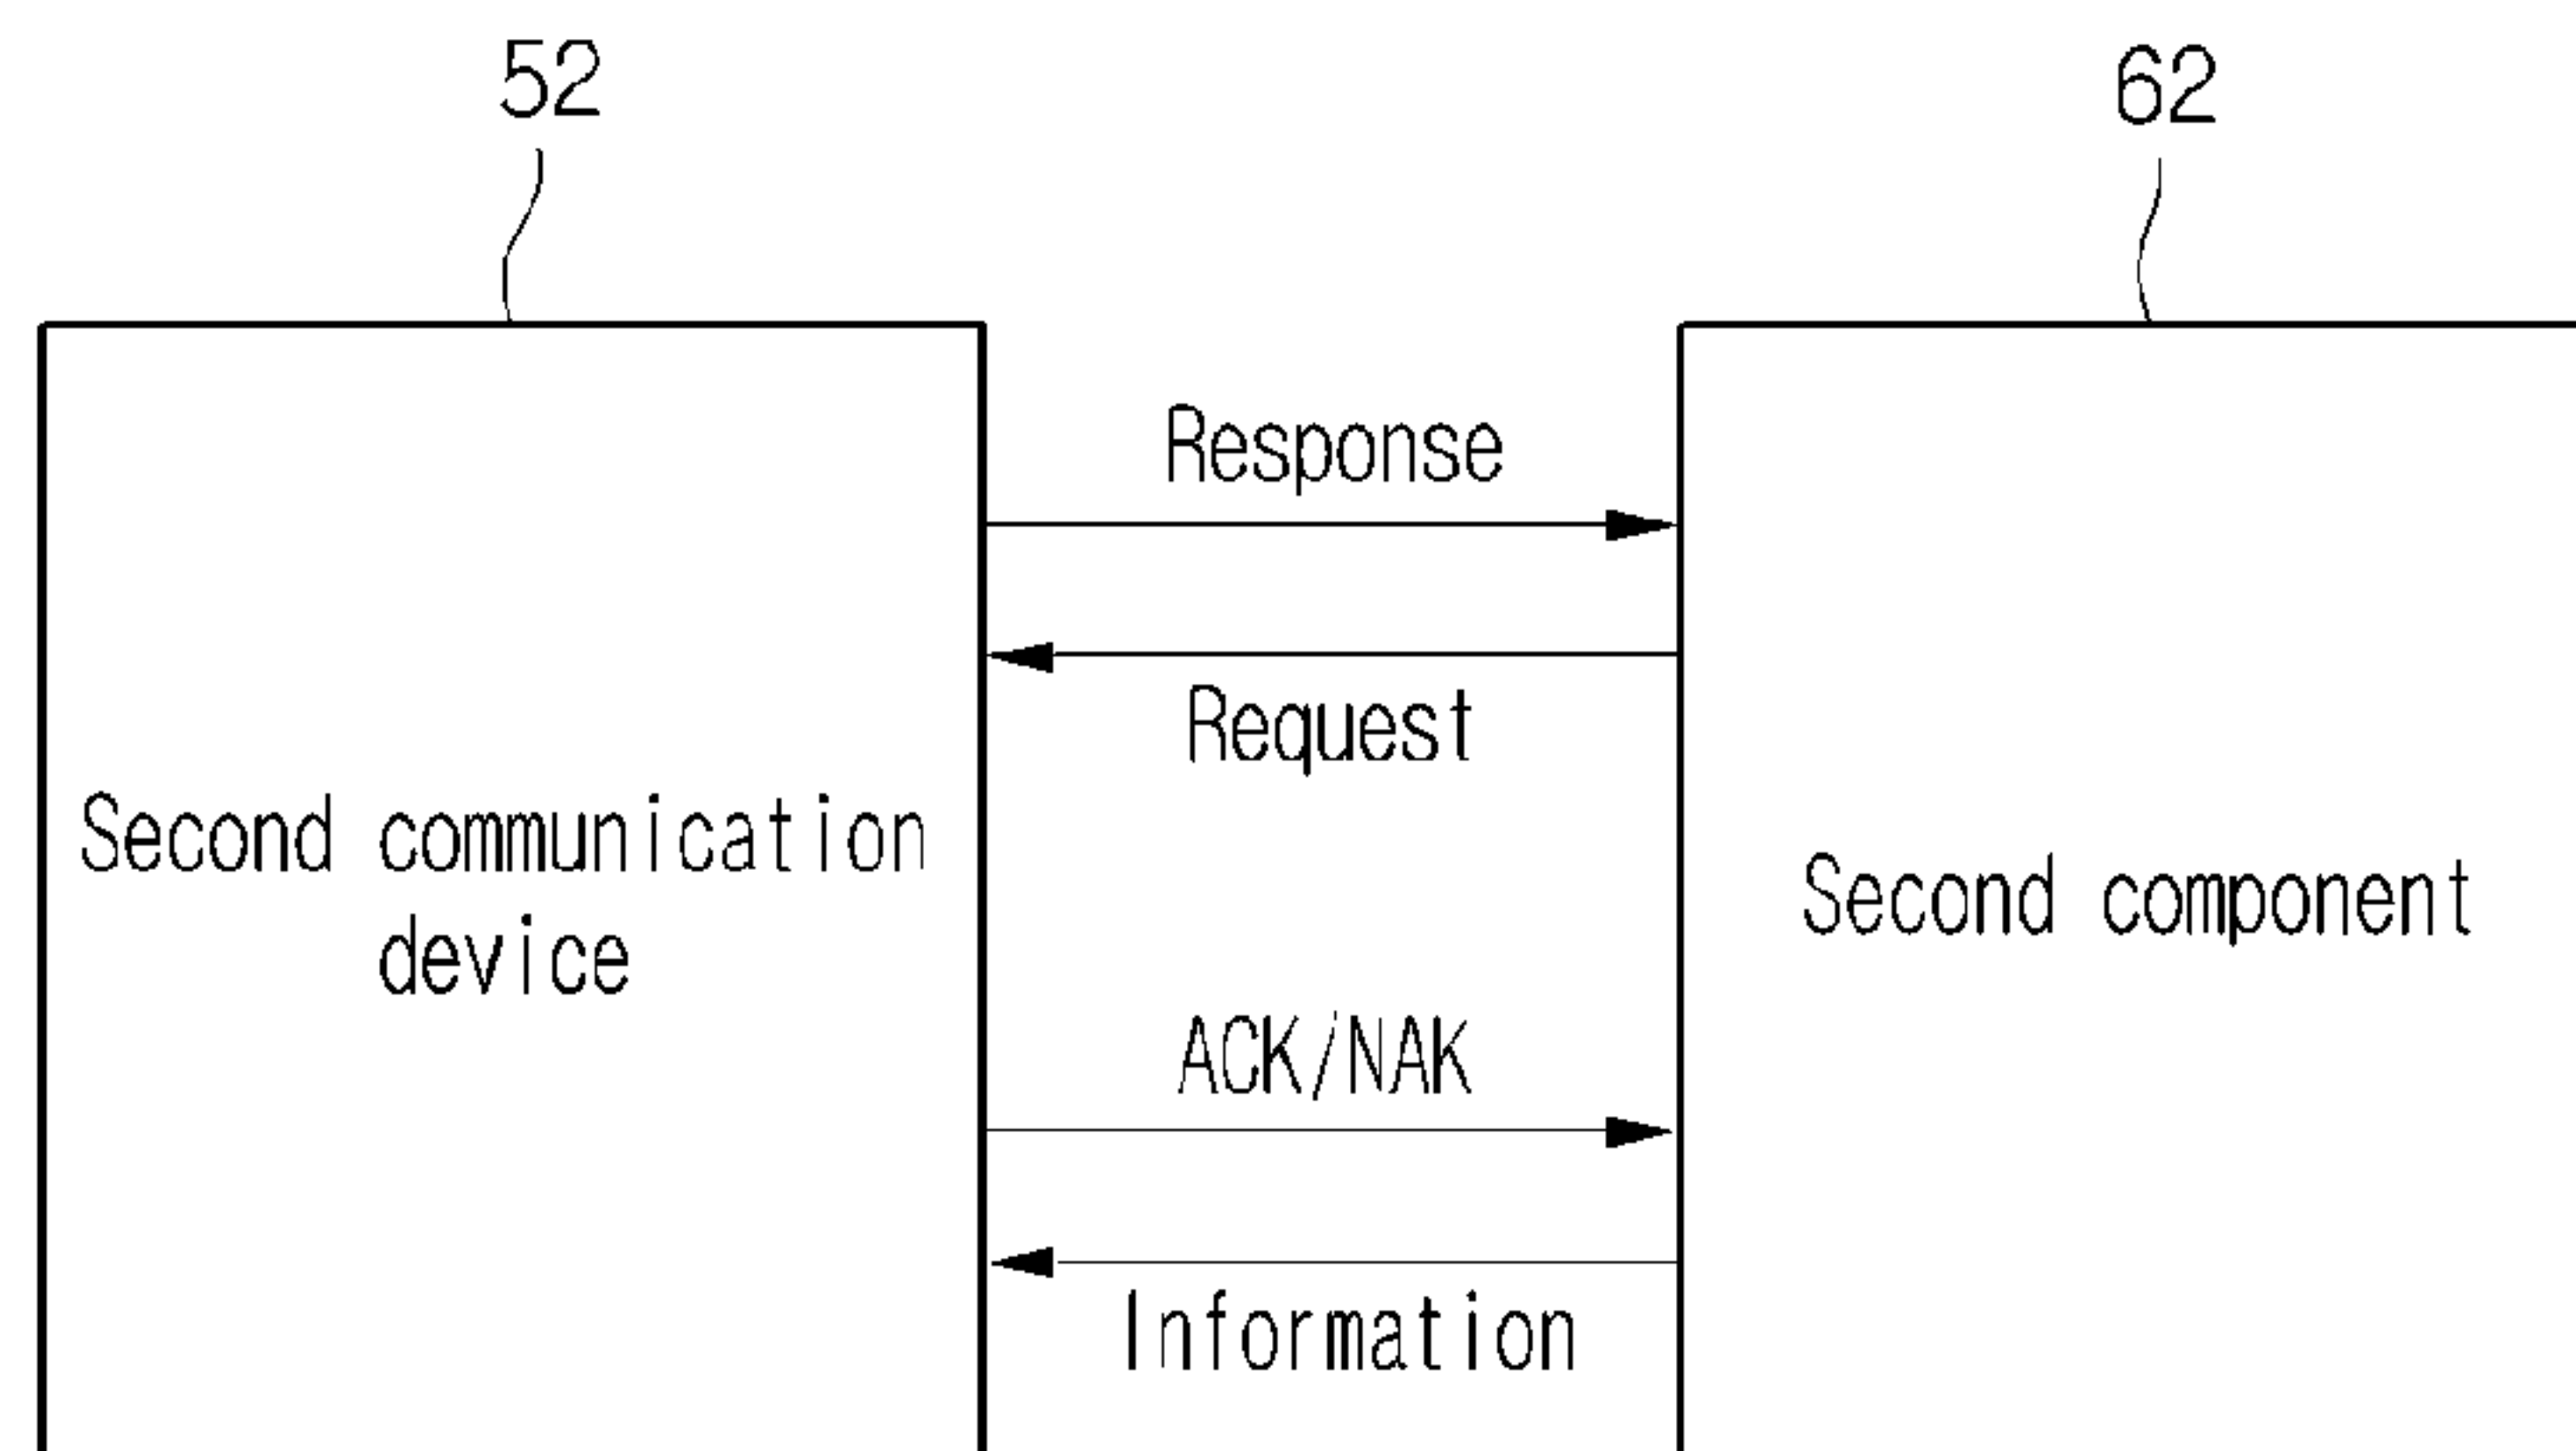 52
62
Response
Request
Second communication
device
Second component
ACK/NAK
Information